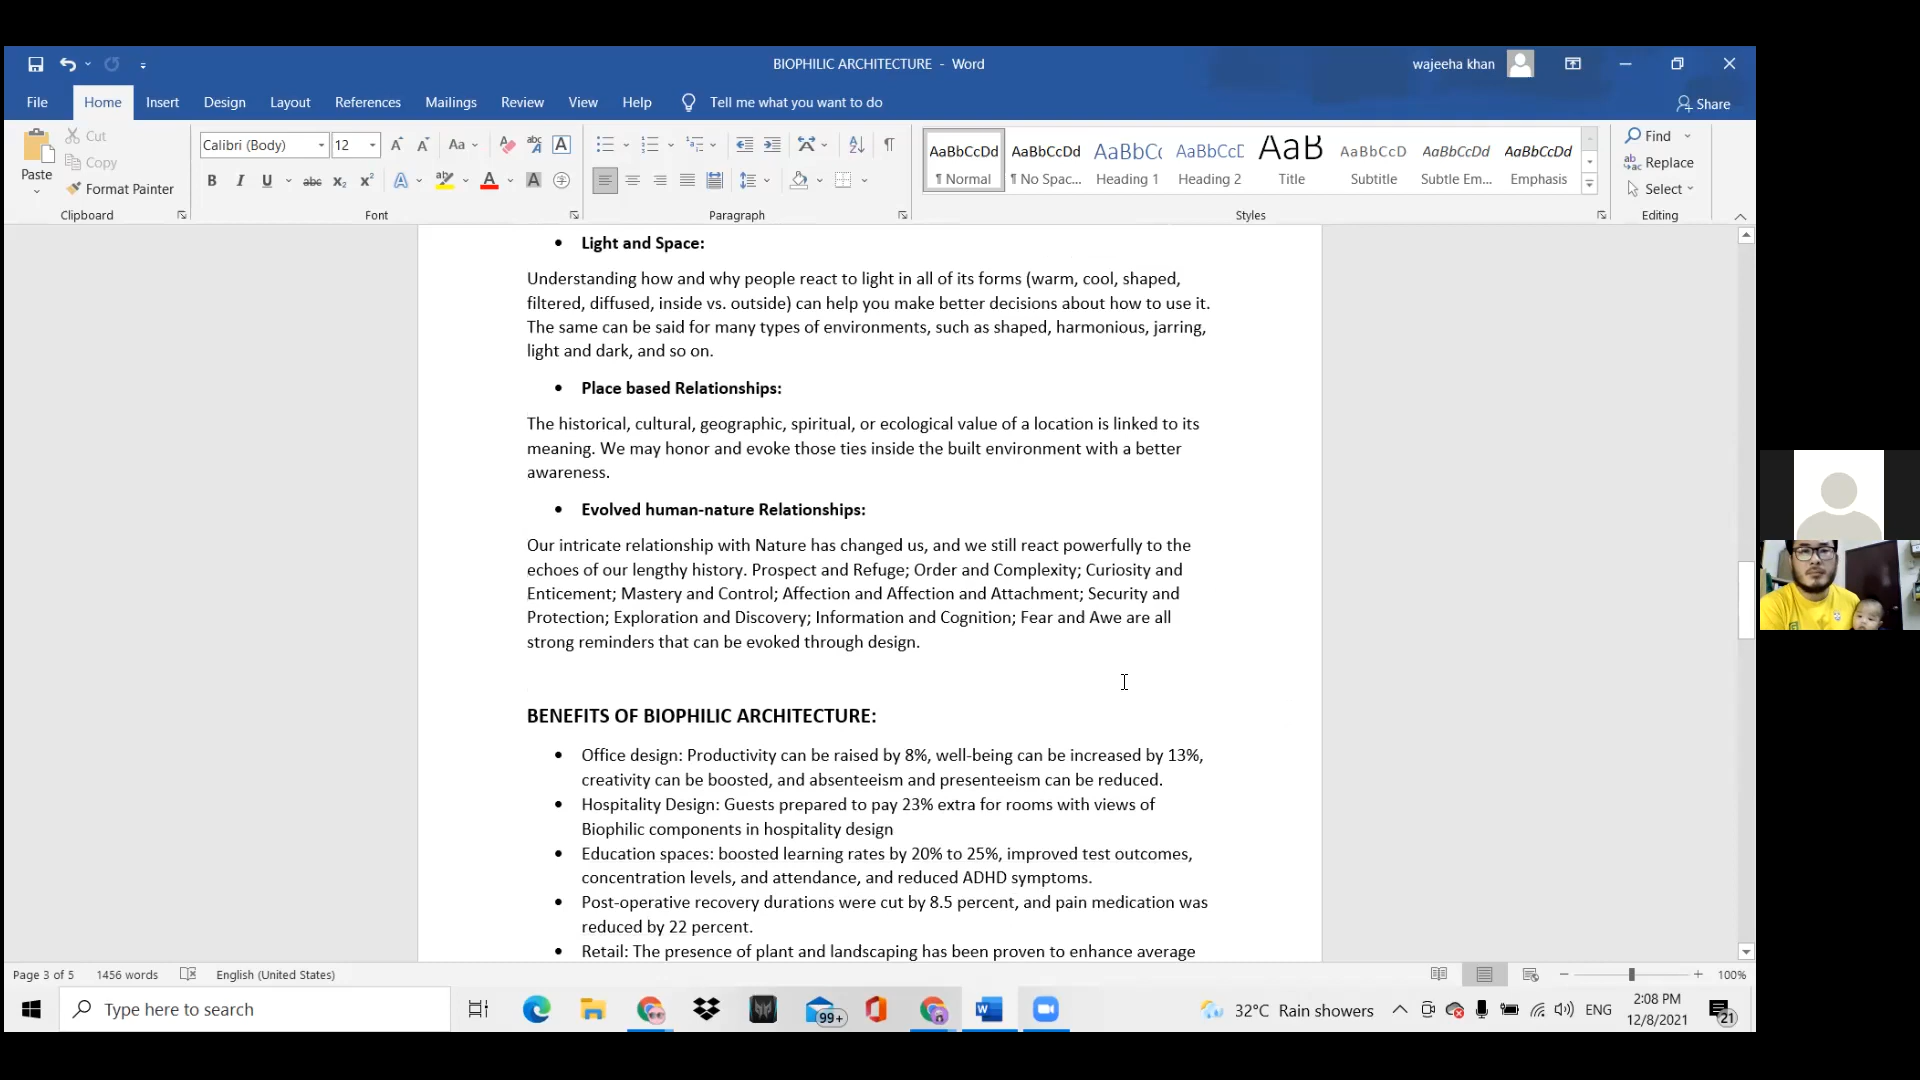 BIOPHILIC ARCHITECTURE - Word
wajeeha khan
File Home Insert Design Layout References Mailings Review View Help Tell me what you want to do
Share
Paste
Cut
Copy
Format Painter
Clipboard
Calibri (Body) 12
Font
Paragraph
AaBbCcDd AaBbCcDd AaBbCc AaBbCcD AaB AaBbCcD AaBbCcDd AaBbCcDd
¶ Normal ¶ No Spac... Heading 1 Heading 2 Title Subtitle Subtle Em... Emphasis
Styles
Find
Replace
Select
Editing
• Light and Space:
Understanding how and why people react to light in all of its forms (warm, cool, shaped,
filtered, diffused, inside vs. outside) can help you make better decisions about how to use it.
The same can be said for many types of environments, such as shaped, harmonious, jarring,
light and dark, and so on.
• Place based Relationships:
The historical, cultural, geographic, spiritual, or ecological value of a location is linked to its
meaning. We may honor and evoke those ties inside the built environment with a better
awareness.
• Evolved human-nature Relationships:
Our intricate relationship with Nature has changed us, and we still react powerfully to the
echoes of our lengthy history. Prospect and Refuge; Order and Complexity; Curiosity and
Enticement; Mastery and Control; Affection and Affection and Attachment; Security and
Protection; Exploration and Discovery; Information and Cognition; Fear and Awe are all
strong reminders that can be evoked through design.
BENEFITS OF BIOPHILIC ARCHITECTURE:
• Office design: Productivity can be raised by 8%, well-being can be increased by 13%,
creativity can be boosted, and absenteeism and presenteeism can be reduced.
• Hospitality Design: Guests prepared to pay 23% extra for rooms with views of
Biophilic components in hospitality design
• Education spaces: boosted learning rates by 20% to 25%, improved test outcomes,
concentration levels, and attendance, and reduced ADHD symptoms.
• Post-operative recovery durations were cut by 8.5 percent, and pain medication was
reduced by 22 percent.
• Retail: The presence of plant and landscaping has been proven to enhance average
Page 3 of 5 1456 words English (United States) 100%
Type here to search
99+
32°C Rain showers
ENG
2:08 PM
12/8/2021
21